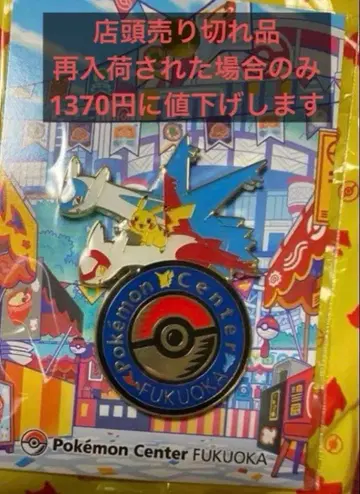 店頭売り切れ品
再入荷された場合のみ
1370円に値下げします
Pokémon Center
FUKUOKA
Pokémon Center FUKUOKA